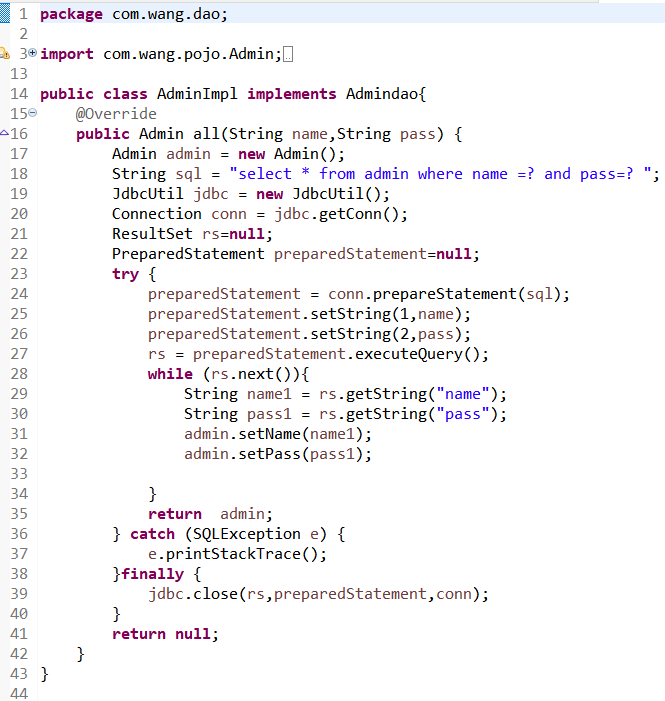 1 package com.wang.dao;
2
3 import com.wang.pojo.Admin;
13
14 public class AdminImpl implements Admindao{
15     @Override
16     public Admin all(String name,String pass) {
17         Admin admin = new Admin();
18         String sql = "select * from admin where name =? and pass=? ";
19         JdbcUtil jdbc = new JdbcUtil();
20         Connection conn = jdbc.getConn();
21         ResultSet rs=null;
22         PreparedStatement preparedStatement=null;
23         try {
24             preparedStatement = conn.prepareStatement(sql);
25             preparedStatement.setString(1,name);
26             preparedStatement.setString(2,pass);
27             rs = preparedStatement.executeQuery();
28             while (rs.next()){
29                 String name1 = rs.getString("name");
30                 String pass1 = rs.getString("pass");
31                 admin.setName(name1);
32                 admin.setPass(pass1);
33
34             }
35             return  admin;
36         } catch (SQLException e) {
37             e.printStackTrace();
38         }finally {
39             jdbc.close(rs,preparedStatement,conn);
40         }
41         return null;
42     }
43 }
44